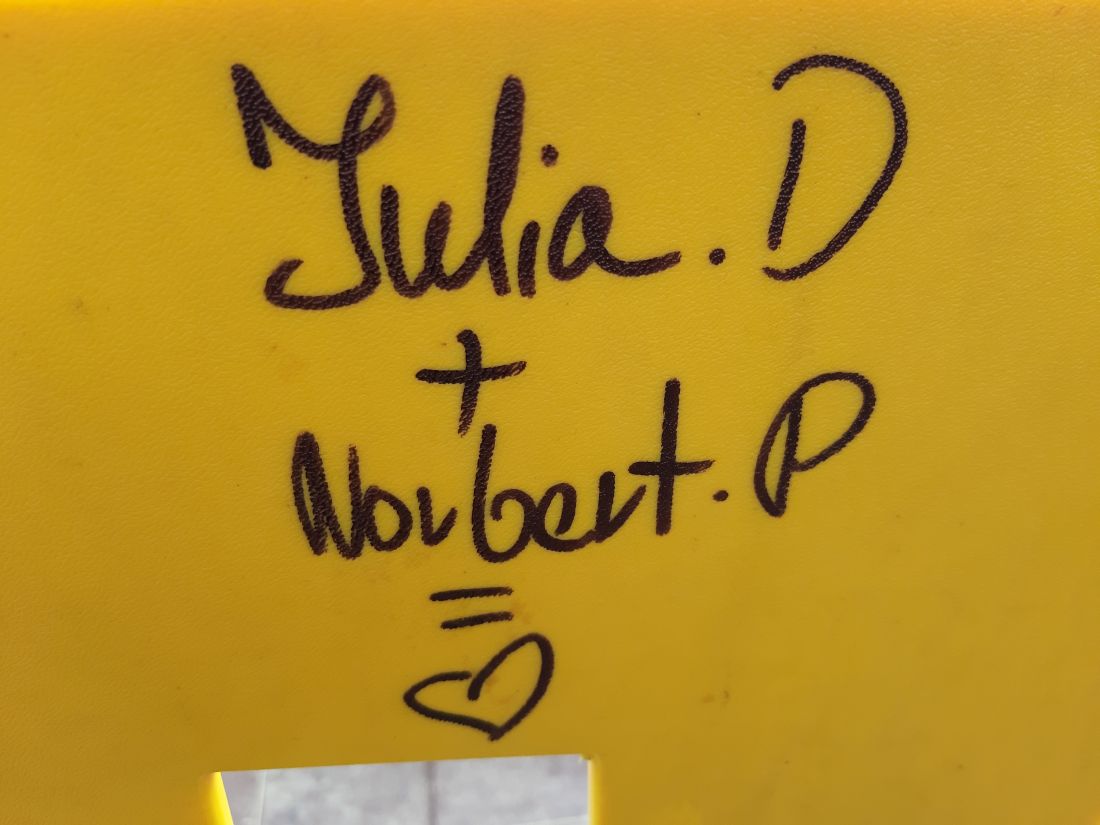 Julia. D
+
Norbert. P
=
♡